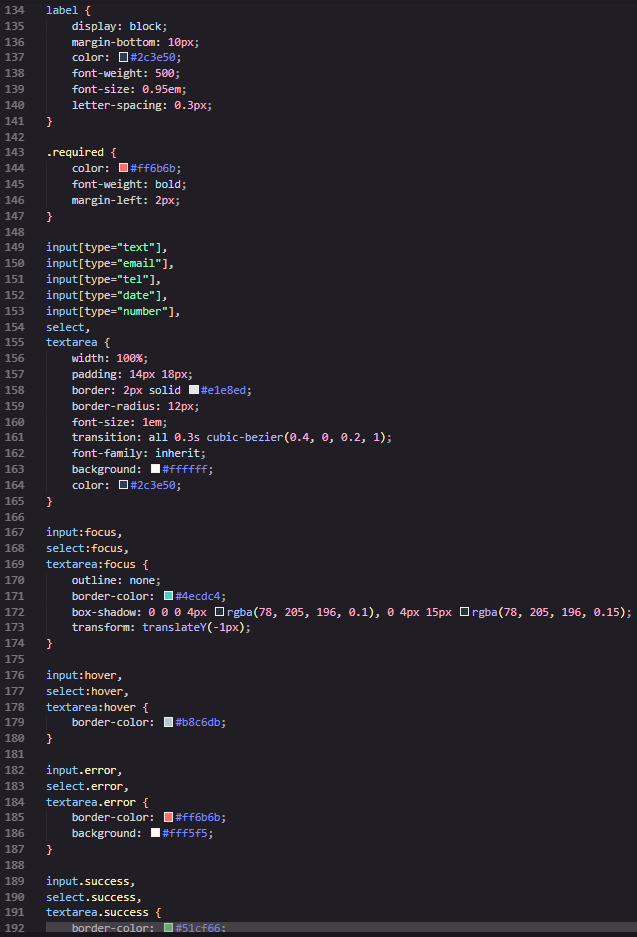 134 label {
135     display: block;
136     margin-bottom: 10px;
137     color: #2c3e50;
138     font-weight: 500;
139     font-size: 0.95em;
140     letter-spacing: 0.3px;
141 }
142
143 .required {
144     color: #ff6b6b;
145     font-weight: bold;
146     margin-left: 2px;
147 }
148
149 input[type="text"],
150 input[type="email"],
151 input[type="tel"],
152 input[type="date"],
153 input[type="number"],
154 select,
155 textarea {
156     width: 100%;
157     padding: 14px 18px;
158     border: 2px solid #e1e8ed;
159     border-radius: 12px;
160     font-size: 1em;
161     transition: all 0.3s cubic-bezier(0.4, 0, 0.2, 1);
162     font-family: inherit;
163     background: #ffffff;
164     color: #2c3e50;
165 }
166
167 input:focus,
168 select:focus,
169 textarea:focus {
170     outline: none;
171     border-color: #4ecdc4;
172     box-shadow: 0 0 0 4px rgba(78, 205, 196, 0.1), 0 4px 15px rgba(78, 205, 196, 0.15);
173     transform: translateY(-1px);
174 }
175
176 input:hover,
177 select:hover,
178 textarea:hover {
179     border-color: #b8c6db;
180 }
181
182 input.error,
183 select.error,
184 textarea.error {
185     border-color: #ff6b6b;
186     background: #fff5f5;
187 }
188
189 input.success,
190 select.success,
191 textarea.success {
192     border-color: #51cf66;